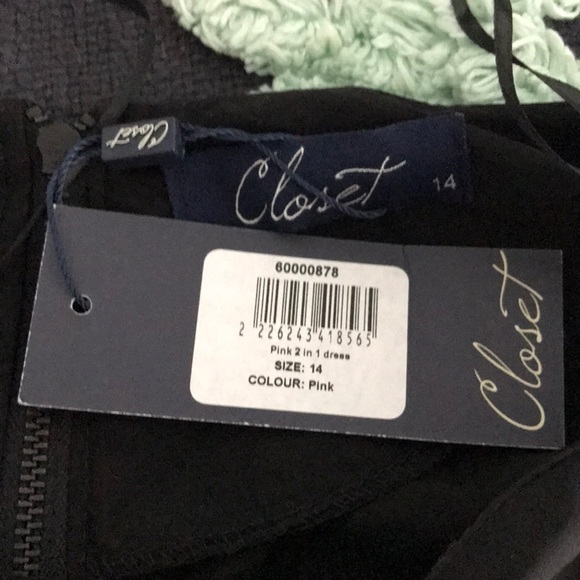 Closet
Closet 14
60000878
2 226243 418565
Pink 2 in 1 dress
SIZE: 14
COLOUR: Pink
Closet